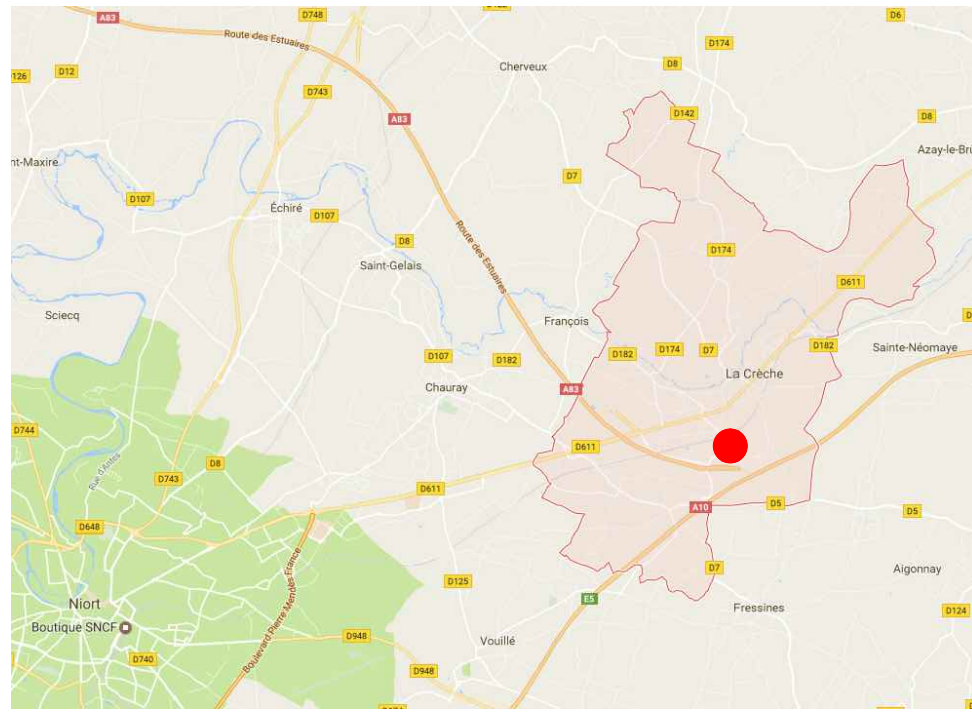 A83
D748
D6
Route des Estuaires
D174
Cherveux
D8
D12
D743
D142
D8
A83
Azay-le-Bru
nt-Maxire
D7
D107
Échiré
D107
D8
D174
Route des Estuaires
Saint-Gelais
D611
Sciecq
François
D107
D182
D182
D174
D7
D182
Sainte-Néomaye
La Crèche
Chauray
A83
D744
Rue d'Antes
D8
D611
D743
D611
D648
A10
D5
D5
Boulevard Pierre Mendès France
D125
D7
Aigonnay
Niort
E5
Fressines
D124
Boutique SNCF
D948
Vouillé
D740
D948